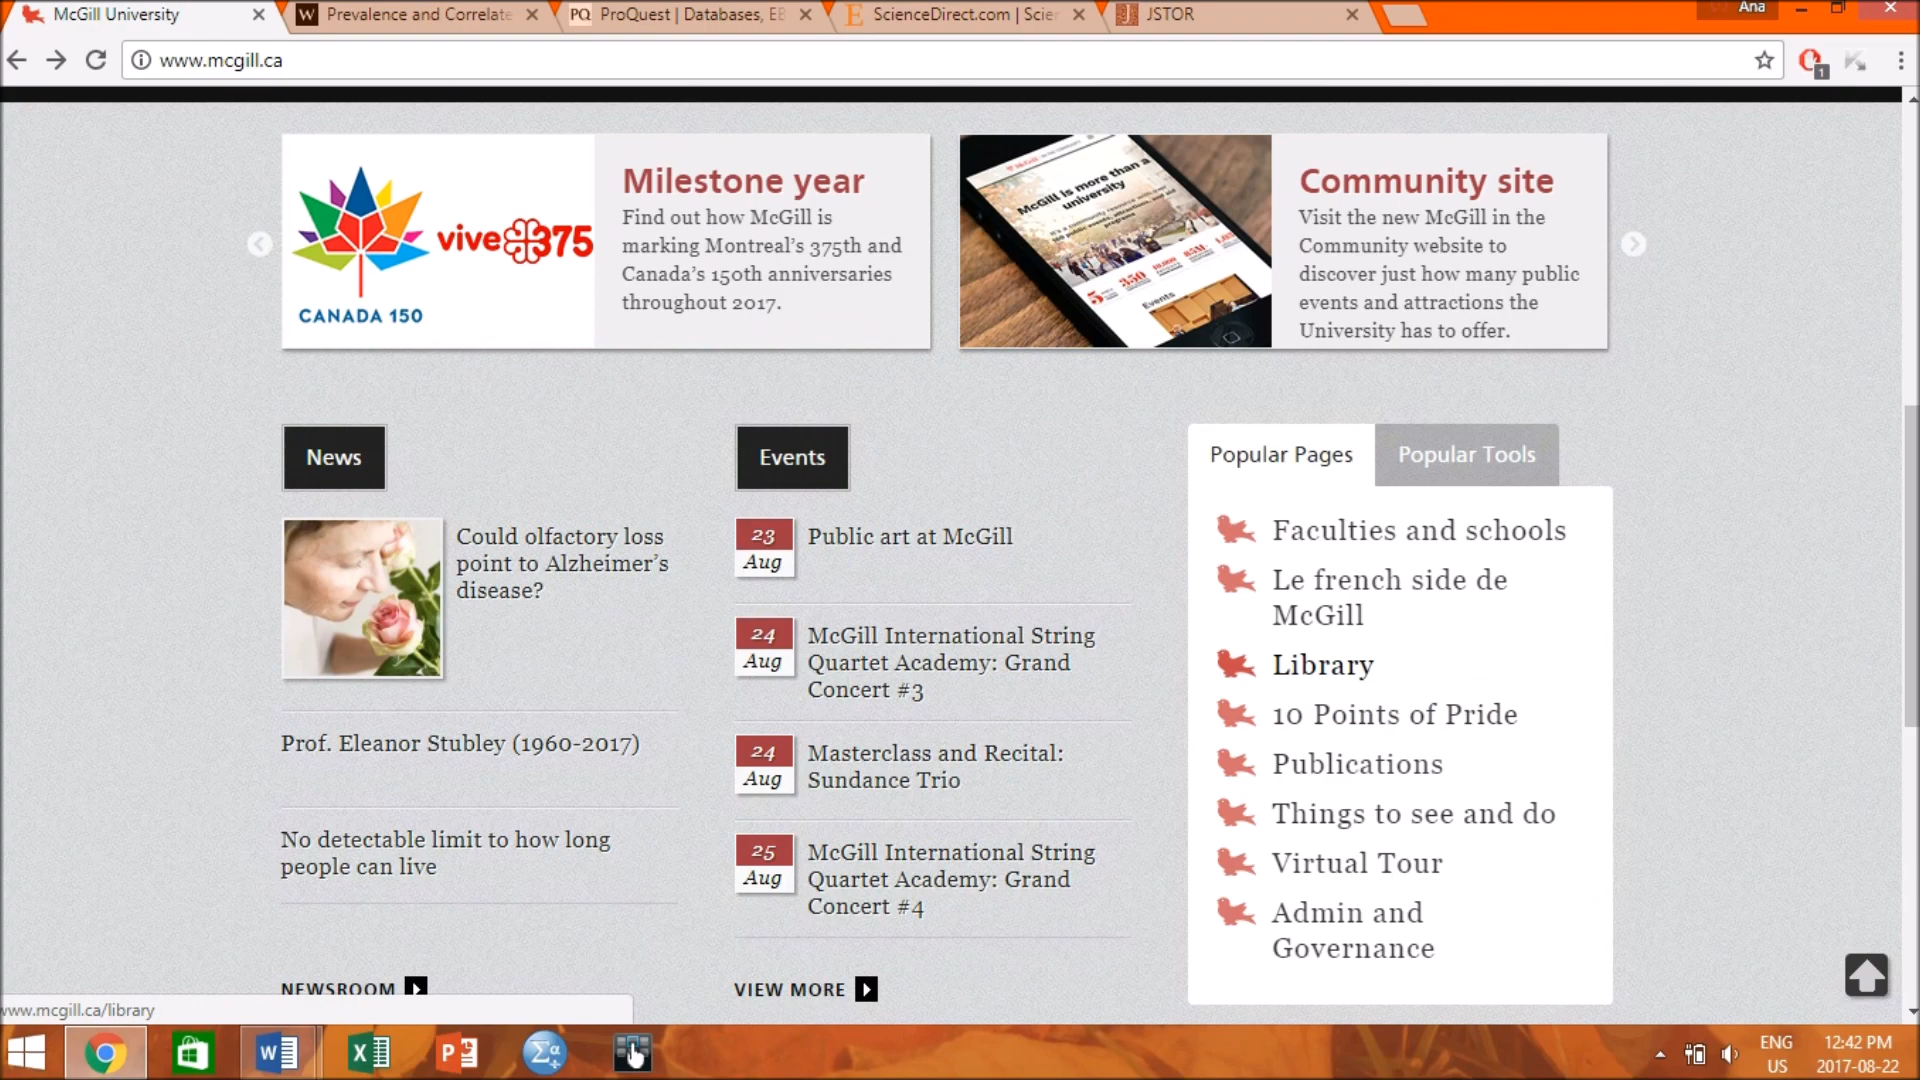 McGill University
Prevalence and Correlate
ProQuest | Databases, EB
ScienceDirect.com | Scien
JSTOR
Ana
www.mcgill.ca
1
CANADA 150
vive 375
Milestone year
Find out how McGill is
marking Montreal's 375th and
Canada's 150th anniversaries
throughout 2017.
McGill is more than a
university
Events
Community site
Visit the new McGill in the
Community website to
discover just how many public
events and attractions the
University has to offer.
News
Could olfactory loss
point to Alzheimer's
disease?
Prof. Eleanor Stubley (1960-2017)
No detectable limit to how long
people can live
NEWSROOM
Events
23
Aug
Public art at McGill
24
Aug
McGill International String
Quartet Academy: Grand
Concert #3
24
Aug
Masterclass and Recital:
Sundance Trio
25
Aug
McGill International String
Quartet Academy: Grand
Concert #4
VIEW MORE
Popular Pages
Popular Tools
Faculties and schools
Le french side de
McGill
Library
10 Points of Pride
Publications
Things to see and do
Virtual Tour
Admin and
Governance
www.mcgill.ca/library
ENG
US
12:42 PM
2017-08-22